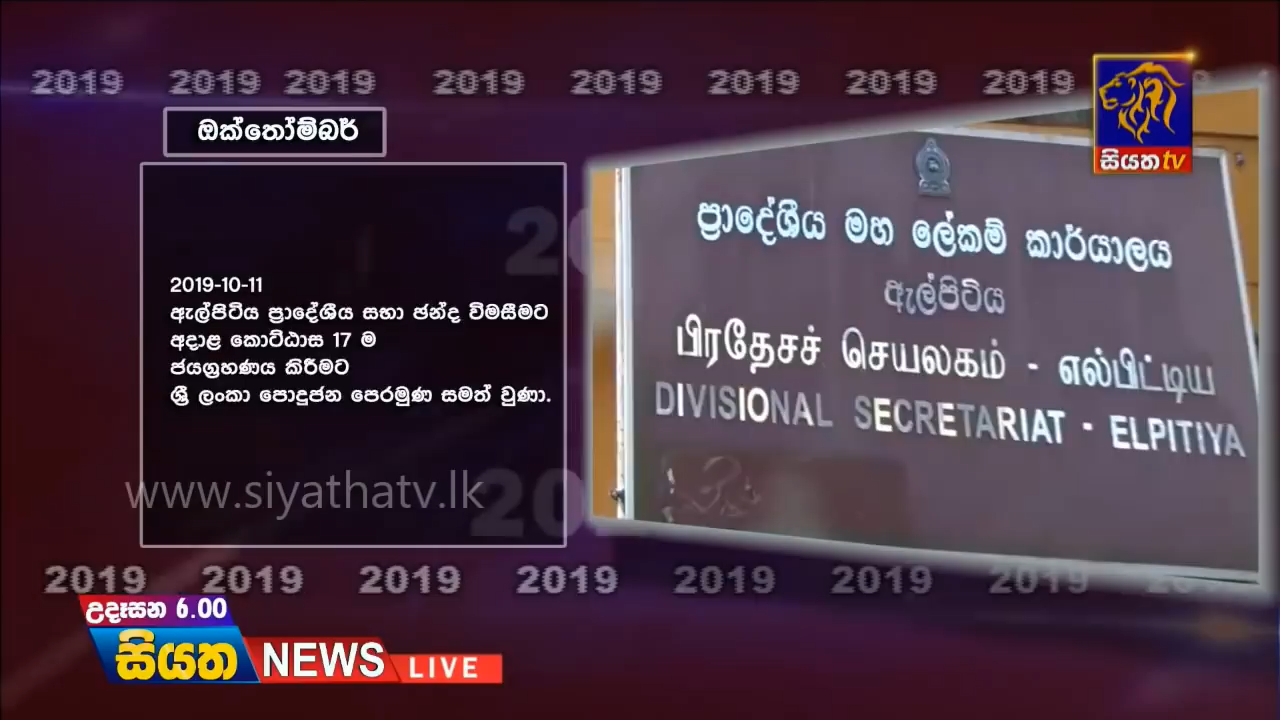 2019 2019 2019 2019 2019 2019 2019 2019
ඔක්තෝම්බර්
සියත tv
2019-10-11
ඇල්පිටිය ප්‍රාදේශීය සභා ඡන්ද විමසීමට
අදාළ කොට්ඨාස 17 ම
ජයග්‍රහණය කිරීමට
ශ්‍රී ලංකා පොදුජන පෙරමුණ සමත් වුණා.
www.siyathatv.lk
ප්‍රාදේශීය මහ ලේකම් කාර්යාලය
ඇල්පිටිය
பிரதேசச் செயலகம் - எல்பிட்டிய
DIVISIONAL SECRETARIAT - ELPITIYA
2019 2019 2019 2019 2019 2019 2019
උදෑසන 6.00
සියත NEWS LIVE